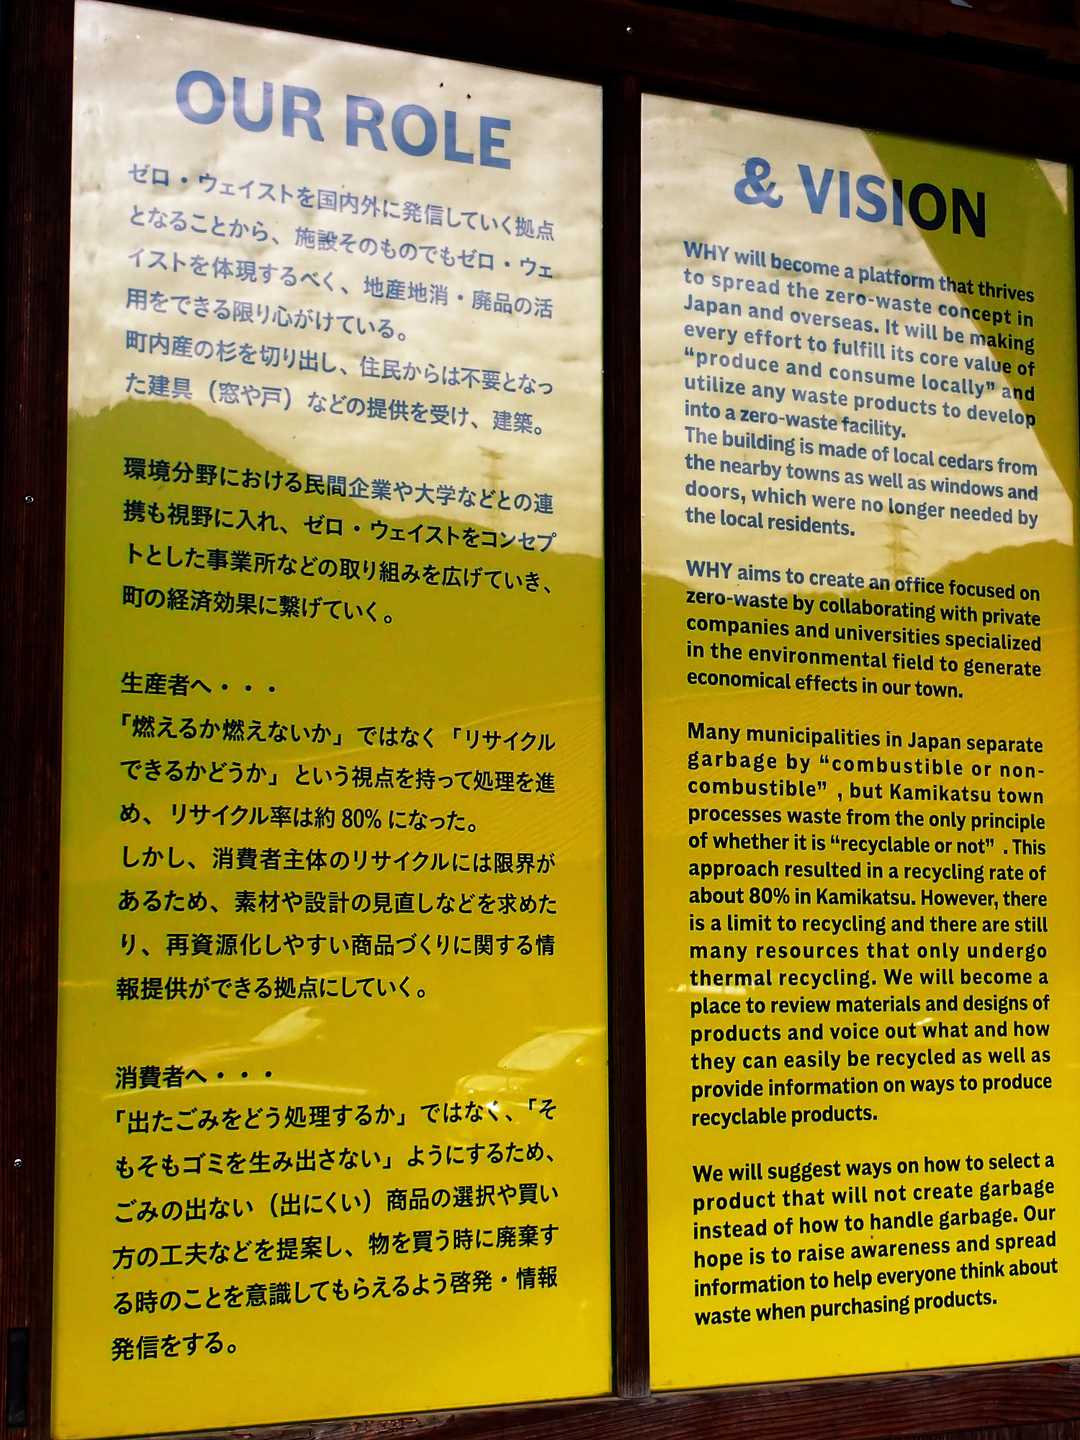 OUR ROLE
ゼロ・ウェイストを国内外に発信していく拠点
となることから、施設そのものでもゼロ・ウェ
イストを体現するべく、地産地消・廃品の活
用をできる限り心がけている。
町内産の杉を切り出し、住民からは不要となっ
た建具（窓や戸）などの提供を受け、建築。
環境分野における民間企業や大学などとの連
携も視野に入れ、ゼロ・ウェイストをコンセプ
トとした事業所などの取り組みを広げていき、
町の経済効果に繋げていく。
生産者へ・・・
「燃えるか燃えないか」ではなく「リサイクル
できるかどうか」という視点を持って処理を進
め、リサイクル率は約 80% になった。
しかし、消費者主体のリサイクルには限界が
あるため、素材や設計の見直しなどを求めた
り、再資源化しやすい商品づくりに関する情
報提供ができる拠点にしていく。
消費者へ・・・
「出たごみをどう処理するか」ではなく、「そ
もそもゴミを生み出さない」ようにするため、
ごみの出ない（出にくい）商品の選択や買い
方の工夫などを提案し、物を買う時に廃棄す
る時のことを意識してもらえるよう啓発・情報
発信をする。
& VISION
WHY will become a platform that thrives
to spread the zero-waste concept in
Japan and overseas. It will be making
every effort to fulfill its core value of
“produce and consume locally” and
utilize any waste products to develop
into a zero-waste facility.
The building is made of local cedars from
the nearby towns as well as windows and
doors, which were no longer needed by
the local residents.
WHY aims to create an office focused on
zero-waste by collaborating with private
companies and universities specialized
in the environmental field to generate
economical effects in our town.
Many municipalities in Japan separate
garbage by “combustible or non-
combustible” , but Kamikatsu town
processes waste from the only principle
of whether it is “recyclable or not” . This
approach resulted in a recycling rate of
about 80% in Kamikatsu. However, there
is a limit to recycling and there are still
many resources that only undergo
thermal recycling. We will become a
place to review materials and designs of
products and voice out what and how
they can easily be recycled as well as
provide information on ways to produce
recyclable products.
We will suggest ways on how to select a
product that will not create garbage
instead of how to handle garbage. Our
hope is to raise awareness and spread
information to help everyone think about
waste when purchasing products.